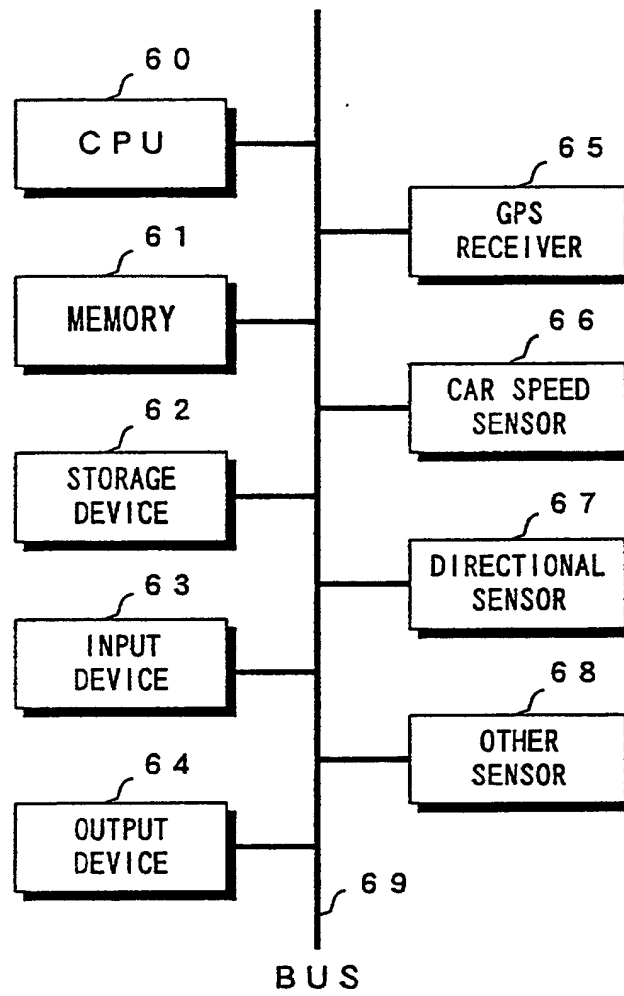 60
CPU
61
MEMORY
62
STORAGE
DEVICE
63
INPUT
DEVICE
64
OUTPUT
DEVICE
65
GPS
RECEIVER
66
CAR SPEED
SENSOR
67
DIRECTIONAL
SENSOR
68
OTHER
SENSOR
69
BUS